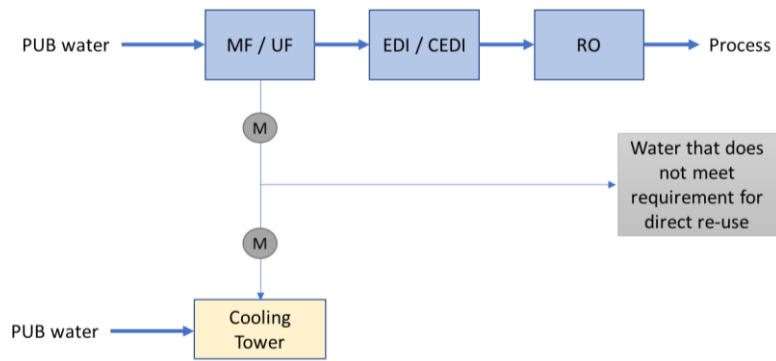 PUB water
MF / UF
EDI / CEDI
RO
Process
M
Water that does
not meet
requirement for
direct re-use
M
PUB water
Cooling
Tower